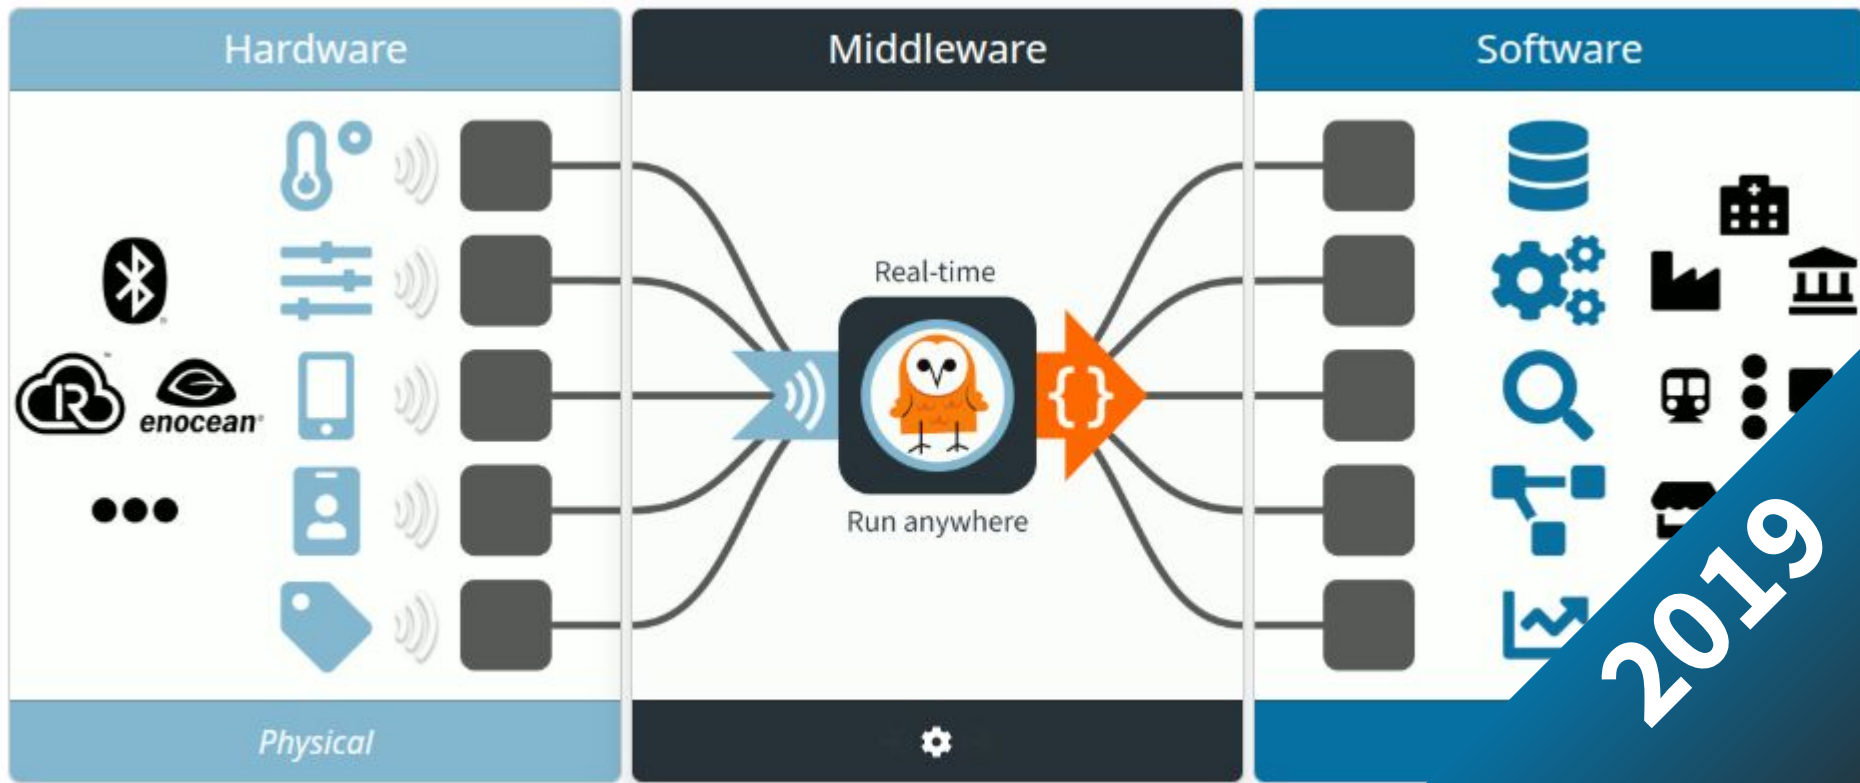 Hardware
Middleware
Software
Real-time
{}
enocean®
Run anywhere
Physical
2019